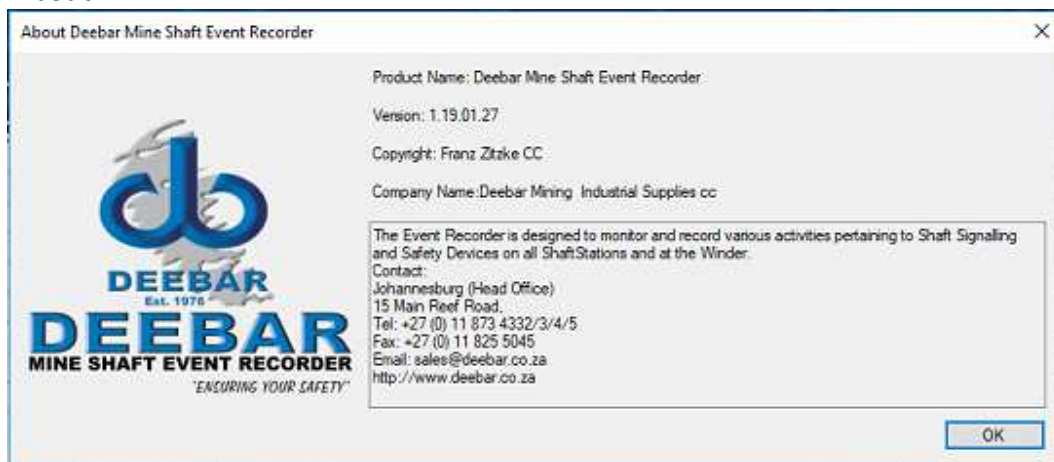 About Deebar Mine Shaft Event Recorder
Product Name: Deebar Mine Shaft Event Recorder
Version: 1.19.01.27
Copyright: Franz Zitzke CC
Company Name:Deebar Mining Industrial Supplies cc
The Event Recorder is designed to monitor and record various activities pertaining to Shaft Signalling
and Safety Devices on all ShaftStations and at the Winder.
Contact:
Johannesburg (Head Office)
15 Main Reef Road,
Tel: +27 (0) 11 873 4332/3/4/5
Fax: +27 (0) 11 825 5045
Email: sales@deebar.co.za
http://www.deebar.co.za
db
DEEBAR
Est. 1976
DEEBAR
MINE SHAFT EVENT RECORDER
"ENSURING YOUR SAFETY"
OK